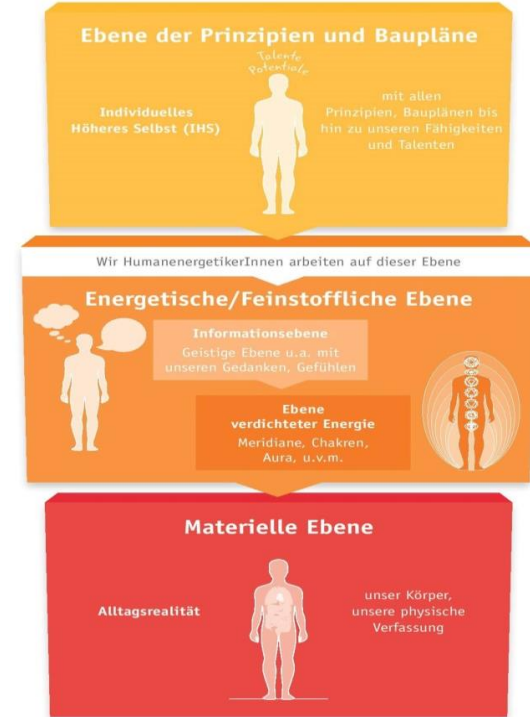 Ebene der Prinzipien und Baupläne
Talente
Potentiale
Individuelles
Höheres Selbst (IHS)
mit allen
Prinzipien, Bauplänen bis
hin zu unseren Fähigkeiten
und Talenten
Wir HumanenergetikerInnen arbeiten auf dieser Ebene
Energetische/Feinstoffliche Ebene
Informationsebene
Geistige Ebene u.a. mit
unseren Gedanken, Gefühlen
Ebene
verdichteter Energie
Meridiane, Chakren,
Aura, u.v.m.
Materielle Ebene
Alltagsrealität
unser Körper,
unsere physische
Verfassung